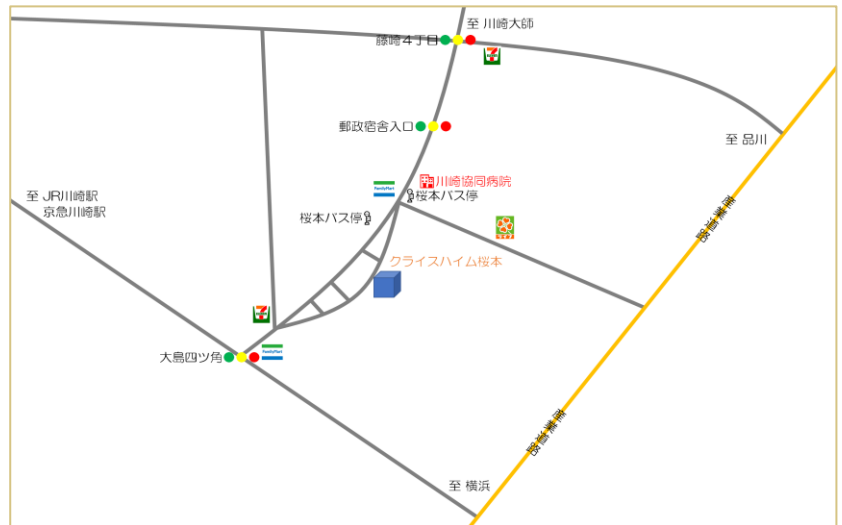 至 川崎大師
藤崎4丁目
郵政宿舎入口
至 品川
川崎協同病院
FamilyMart
桜本バス停
至 JR川崎駅
京急川崎駅
桜本バス停
産業道路
クライスハイム桜本
大島四ツ角
FamilyMart
産業道路
至 横浜